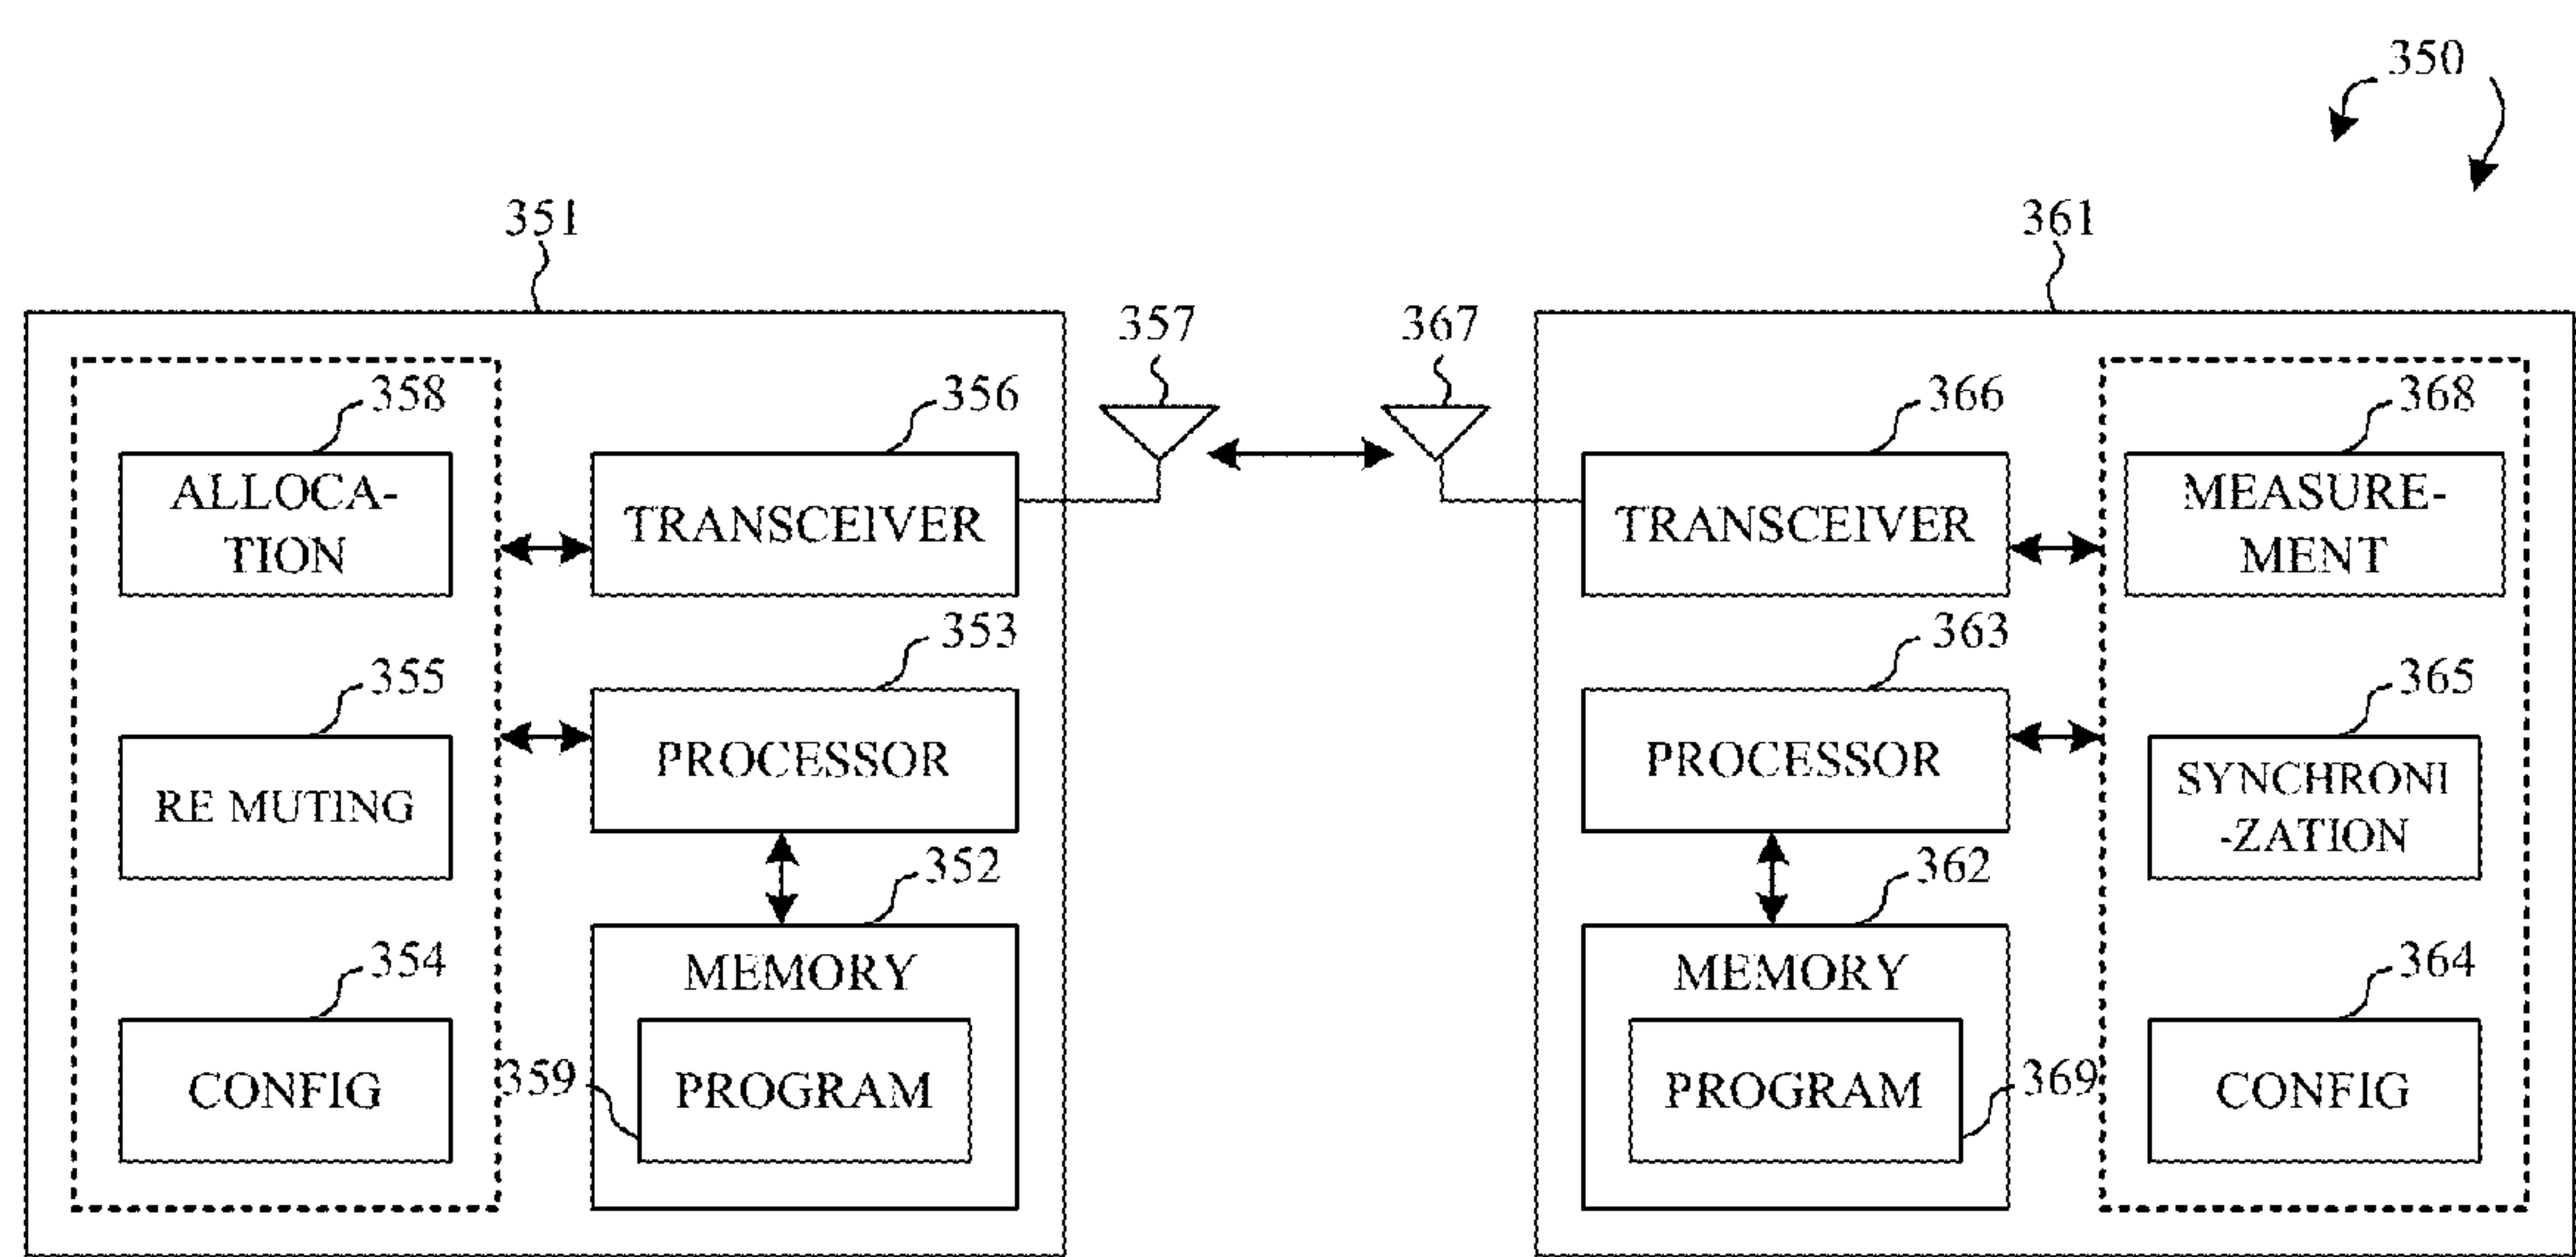 350
351
361
357
367
358
356
366
368
ALLOCA-
TION
TRANSCEIVER
TRANSCEIVER
MEASURE-
MENT
353
363
355
365
RE MUTING
PROCESSOR
PROCESSOR
SYNCHRONI
-ZATION
352
362
354
364
MEMORY
MEMORY
359
CONFIG
PROGRAM
PROGRAM
369
CONFIG